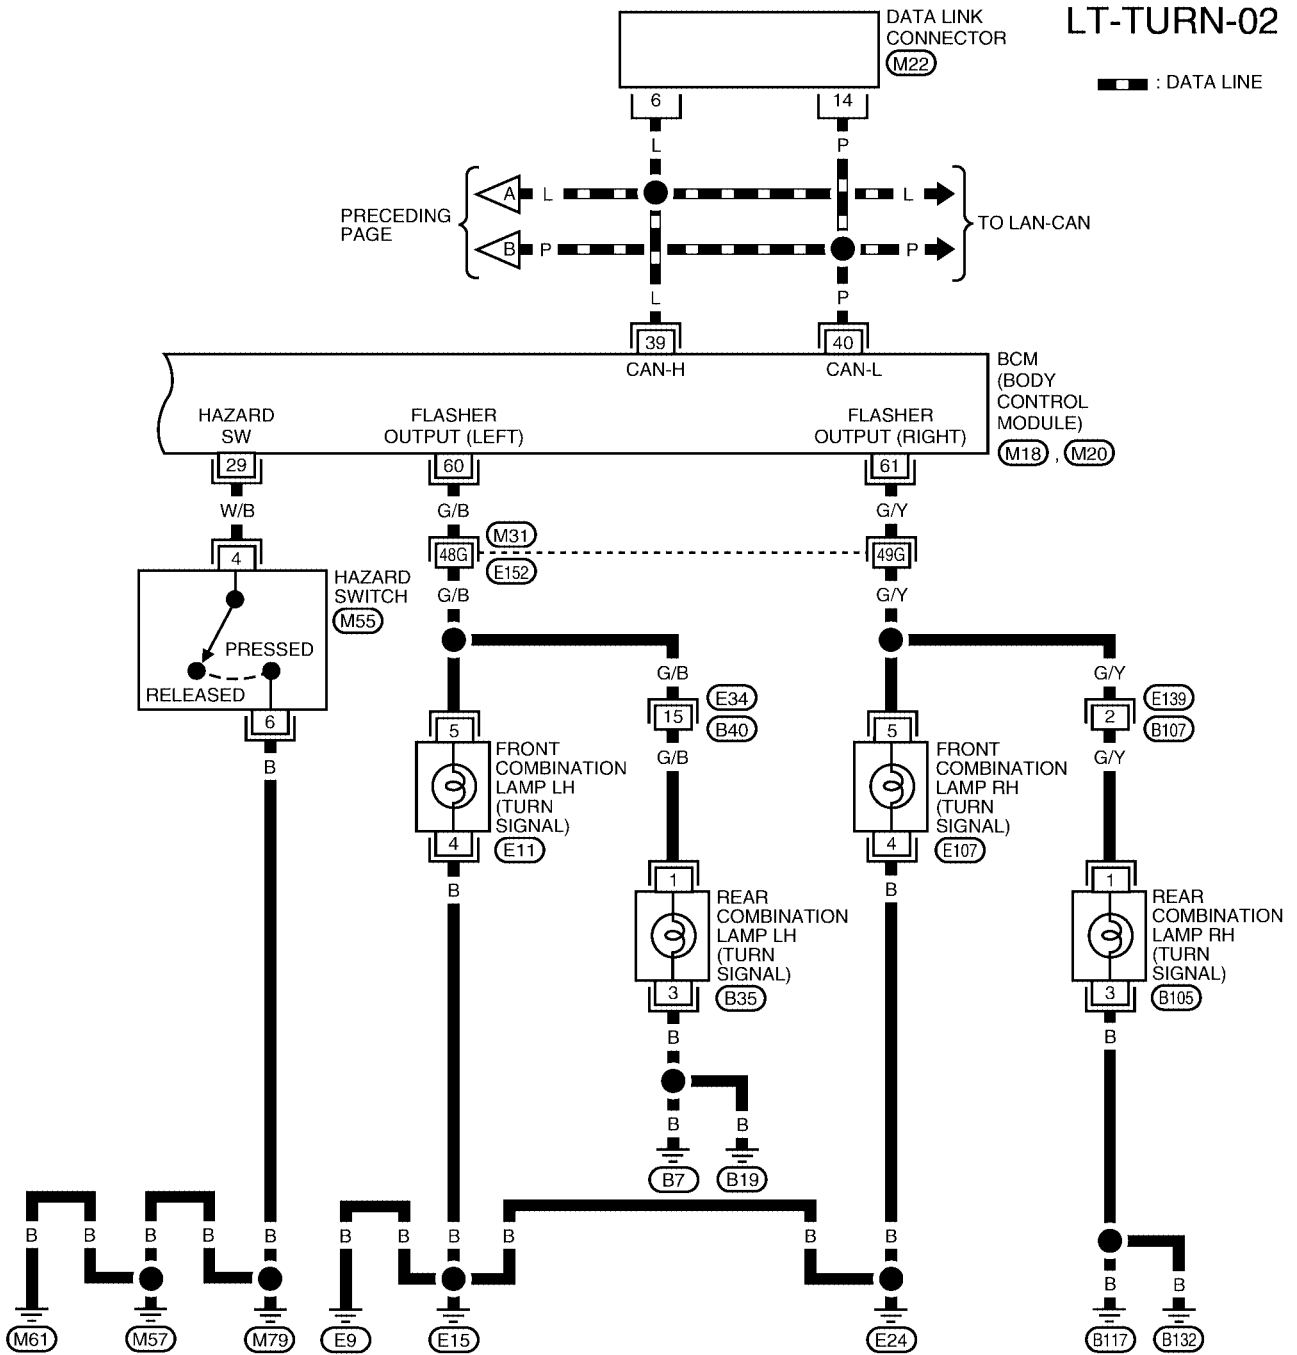 DATA LINK
CONNECTOR
M22
LT-TURN-02
: DATA LINE
6
14
L
P
A
L
L
PRECEDING
PAGE
TO LAN-CAN
B
P
P
L
P
39
40
CAN-H
CAN-L
BCM
(BODY
CONTROL
MODULE)
M18 , M20
HAZARD
SW
FLASHER
OUTPUT (LEFT)
FLASHER
OUTPUT (RIGHT)
29
60
61
W/B
G/B
G/Y
M31
48G
49G
E152
4
HAZARD
SWITCH
M55
G/B
G/Y
PRESSED
RELEASED
6
B
G/B
G/Y
E34
15
B40
E139
2
B107
G/B
G/Y
5
FRONT
COMBINATION
LAMP LH
(TURN
SIGNAL)
E11
4
B
5
FRONT
COMBINATION
LAMP RH
(TURN
SIGNAL)
E107
4
B
1
REAR
COMBINATION
LAMP LH
(TURN
SIGNAL)
B35
3
B
1
REAR
COMBINATION
LAMP RH
(TURN
SIGNAL)
B105
3
B
B
B
B7
B19
B
B
B
B
B
B
B
B
B
B
B
B
B
M61
M57
M79
E9
E15
E24
B117
B132